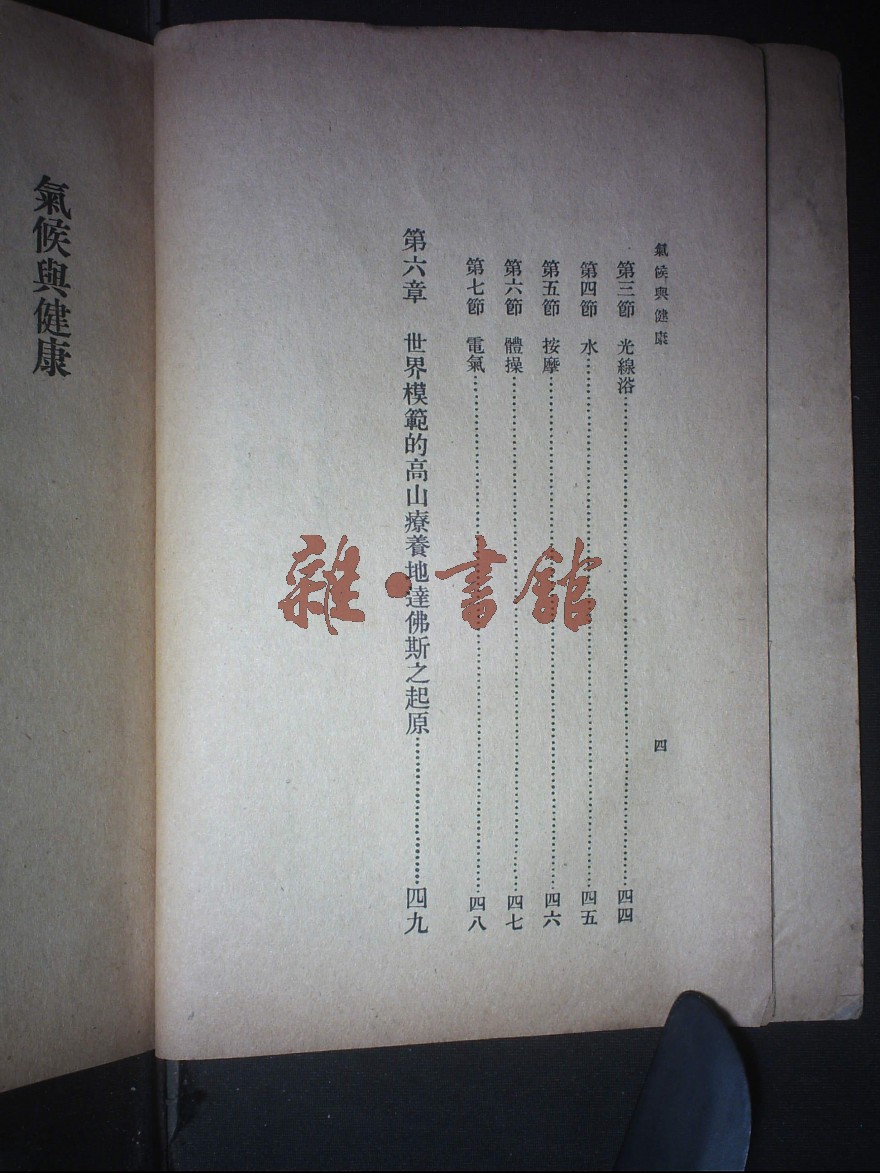 氣候與健康
四
第三節 光線浴……四四
第四節 水……四五
第五節 按摩……四六
第六節 體操……四七
第七節 電氣……四八
第六章 世界模範的高山療養地達佛斯之起原……四九
氣候與健康
雜·書館